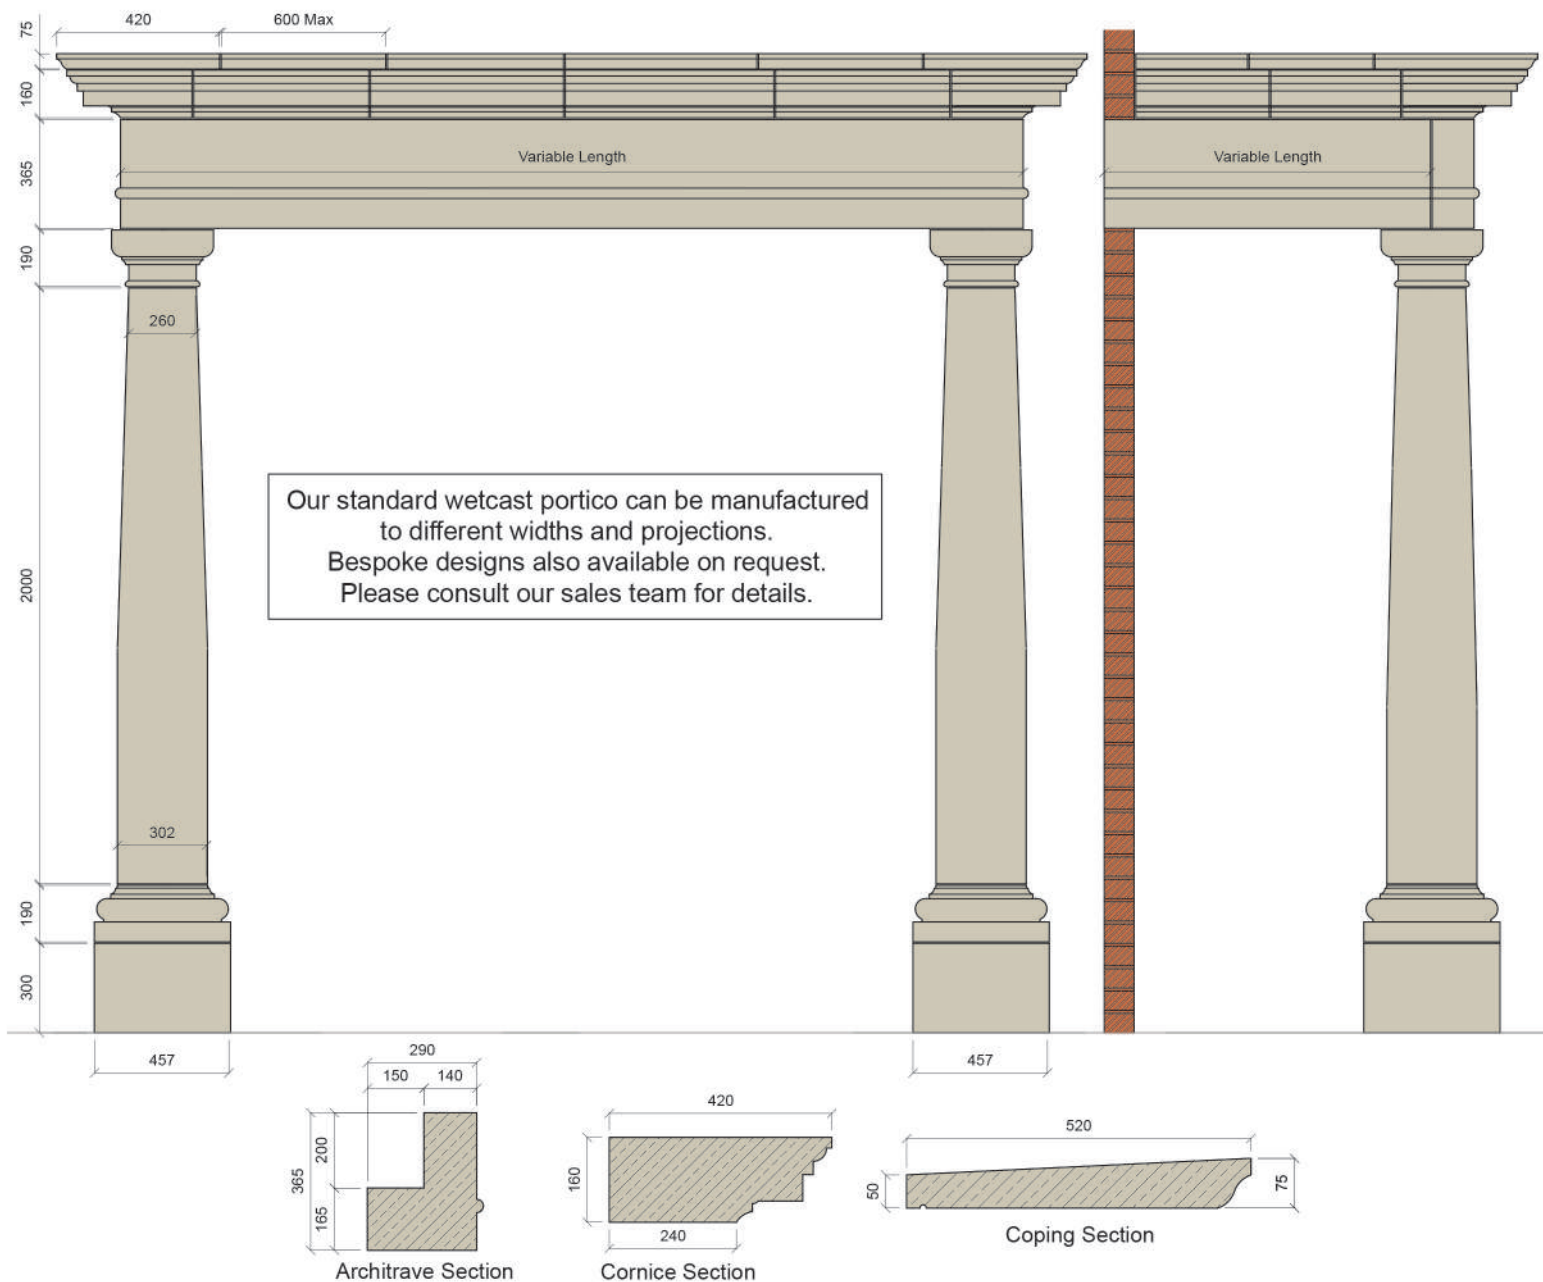 420
600 Max
75
160
365
190
2000
190
300
Variable Length
Variable Length
260
302
Our standard wetcast portico can be manufactured
to different widths and projections.
Bespoke designs also available on request.
Please consult our sales team for details.
457
457
290
150
140
365
200
165
Architrave Section
420
160
240
Cornice Section
520
50
75
Coping Section